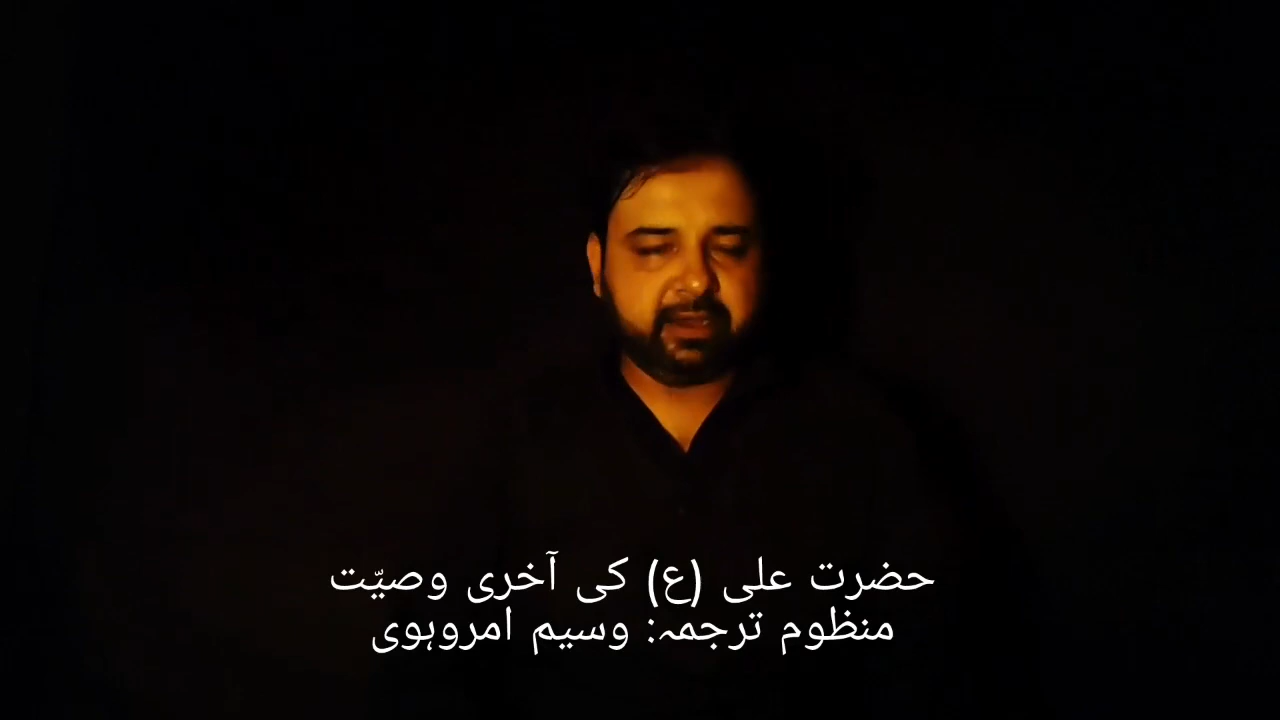 حضرت علی (ع) کی آخری وصیّت
منظوم ترجمہ: وسیم امروہوی